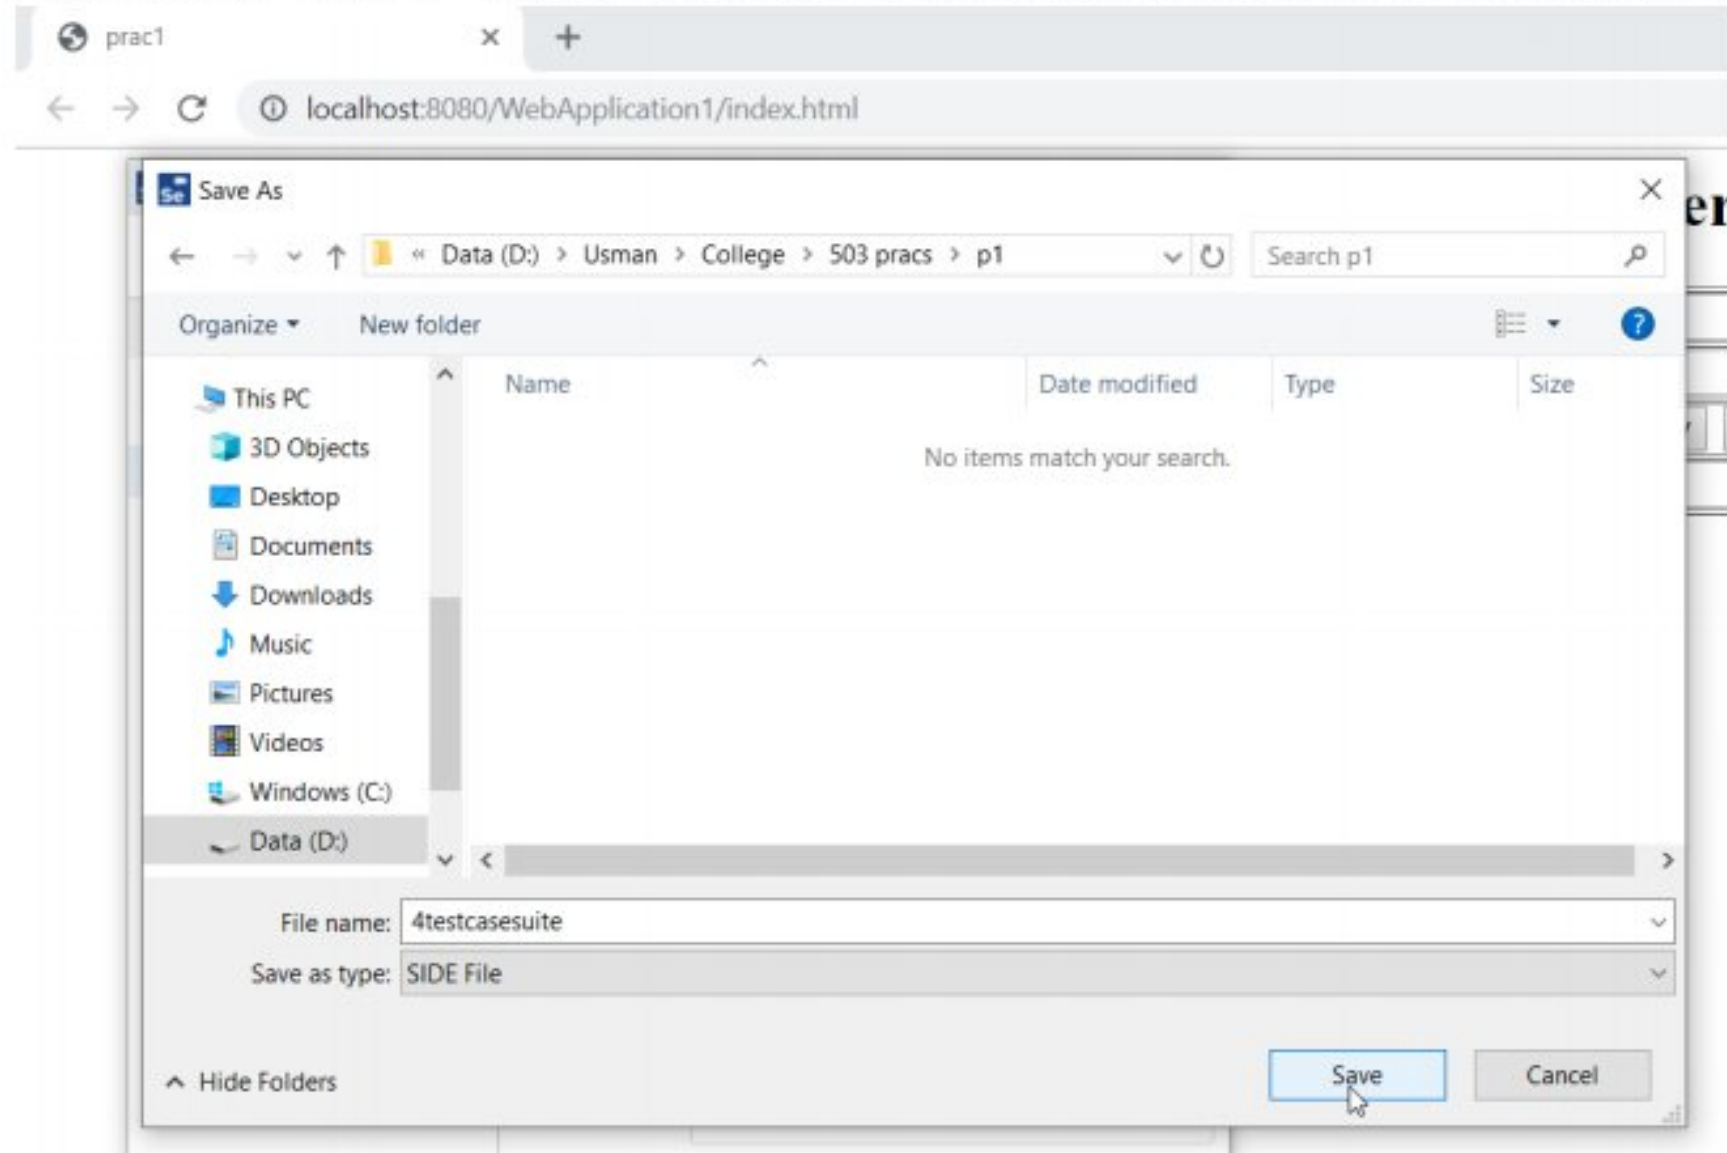 prac1
localhost:8080/WebApplication1/index.html
Se Save As
« Data (D:) > Usman > College > 503 pracs > p1
Search p1
Organize New folder
?
Name Date modified Type Size
This PC
3D Objects
Desktop
Documents
Downloads
Music
Pictures
Videos
Windows (C:)
Data (D:)
No items match your search.
File name: 4testcasesuite
Save as type: SIDE File
Hide Folders
Save Cancel